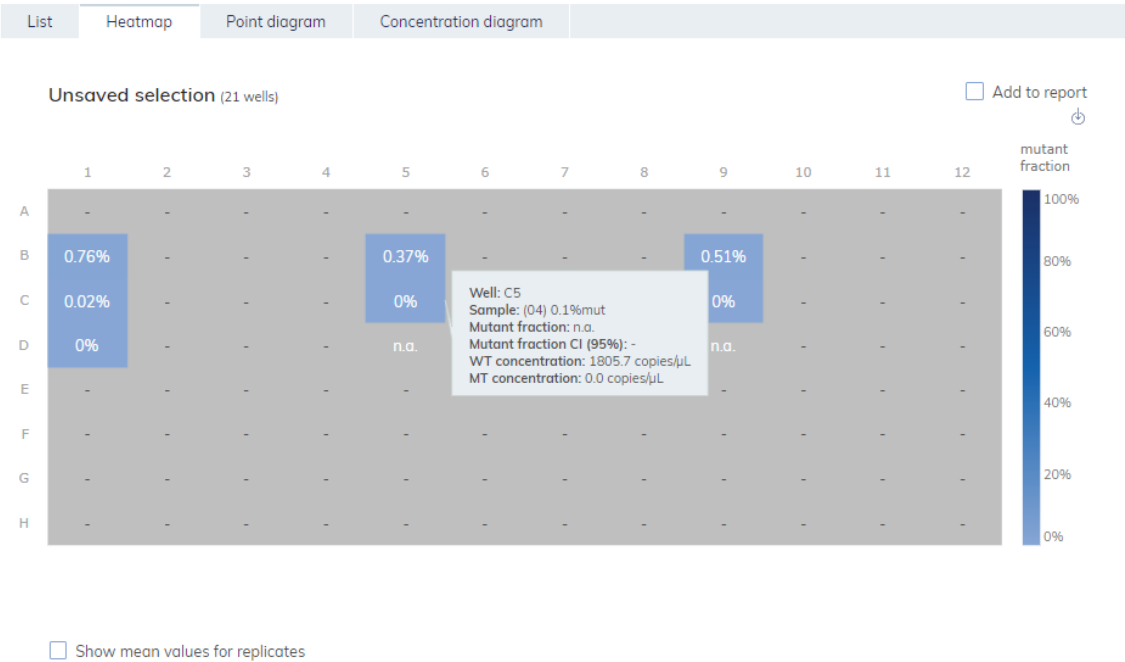 List Heatmap Point diagram Concentration diagram
Unsaved selection (21 wells)
Add to report
mutant
fraction
1 2 3 4 5 6 7 8 9 10 11 12
100%
A - - - - - - - - - - - -
B 0.76% - - - 0.37% - - - 0.51% - - -
80%
C 0.02% - - - 0% 0% - - -
Well: C5
Sample: (04) 0.1%mut
Mutant fraction: n.a.
Mutant fraction CI (95%): -
WT concentration: 1805.7 copies/µL
MT concentration: 0.0 copies/µL
60%
D 0% - - - n.a. n.a. - - -
E - - - - - - - - -
40%
F - - - - - - - - - - - -
G - - - - - - - - - - - -
20%
H - - - - - - - - - - - -
0%
Show mean values for replicates